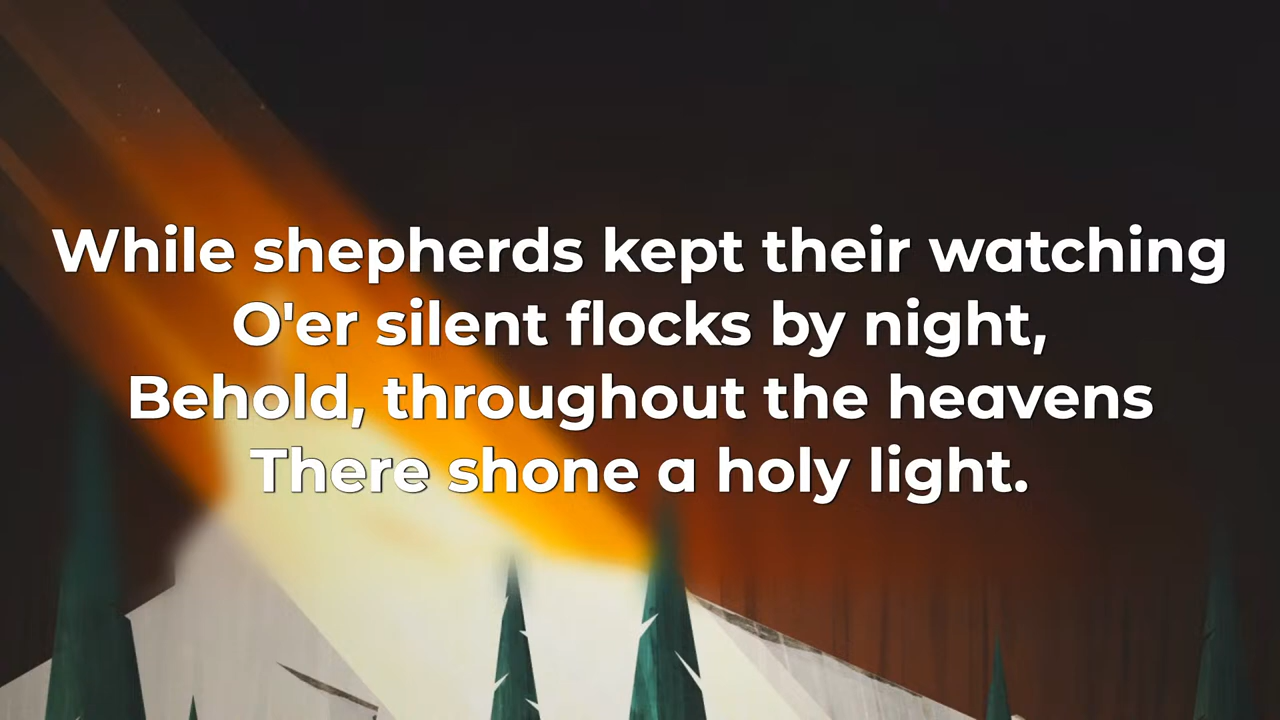 While shepherds kept their watching
O'er silent flocks by night,
Behold, throughout the heavens
There shone a holy light.